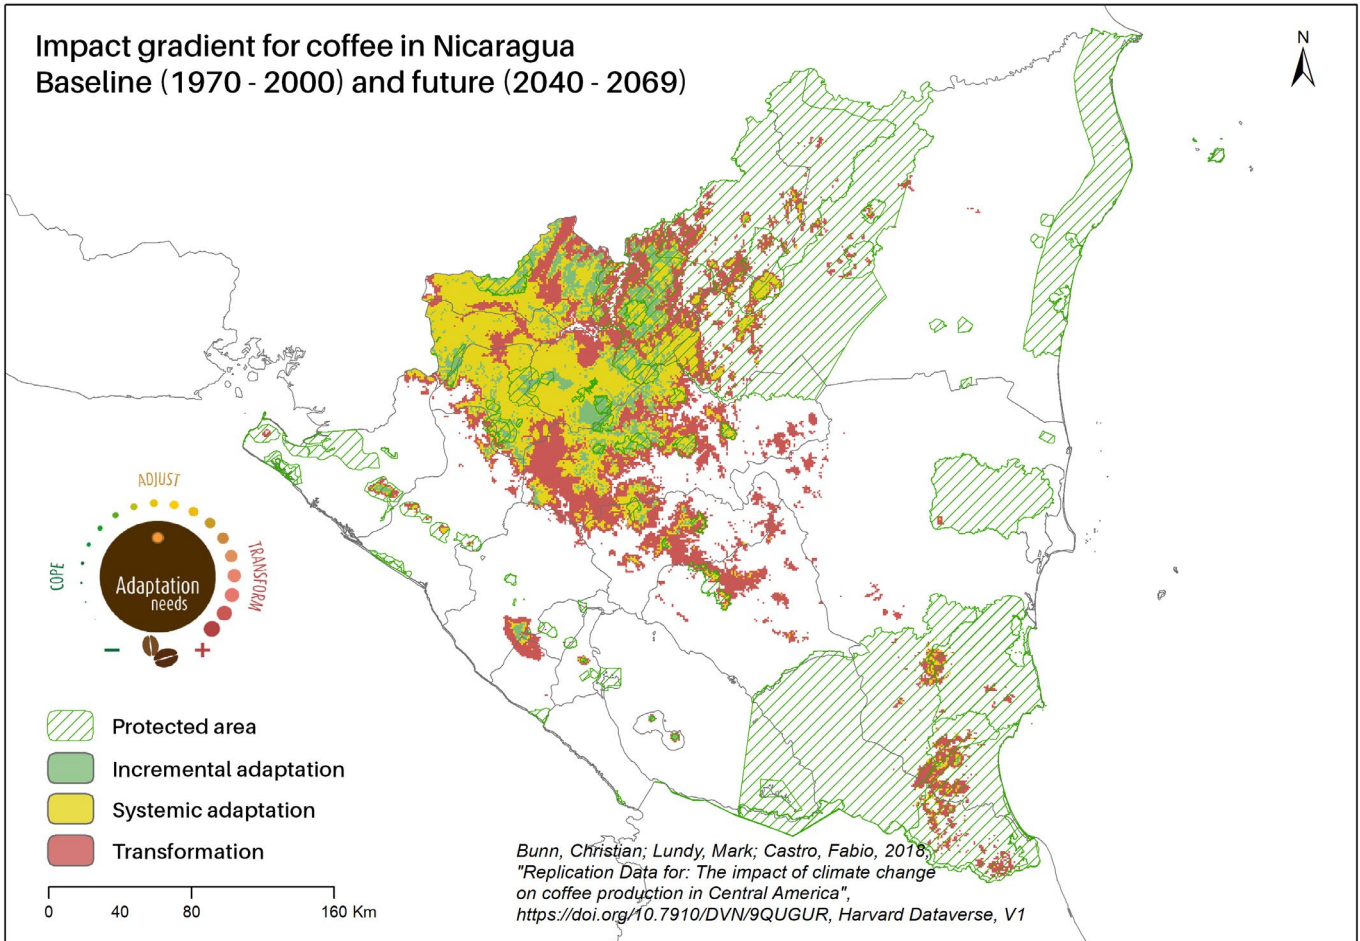 Impact gradient for coffee in Nicaragua
Baseline (1970 - 2000) and future (2040 - 2069)
N
ADJUST
COPE
TRANSFORM
Adaptation
needs
− +
Protected area
Incremental adaptation
Systemic adaptation
Transformation
0 40 80 160 Km
Bunn, Christian; Lundy, Mark; Castro, Fabio, 2018,
"Replication Data for: The impact of climate change
on coffee production in Central America",
https://doi.org/10.7910/DVN/9QUGUR, Harvard Dataverse, V1